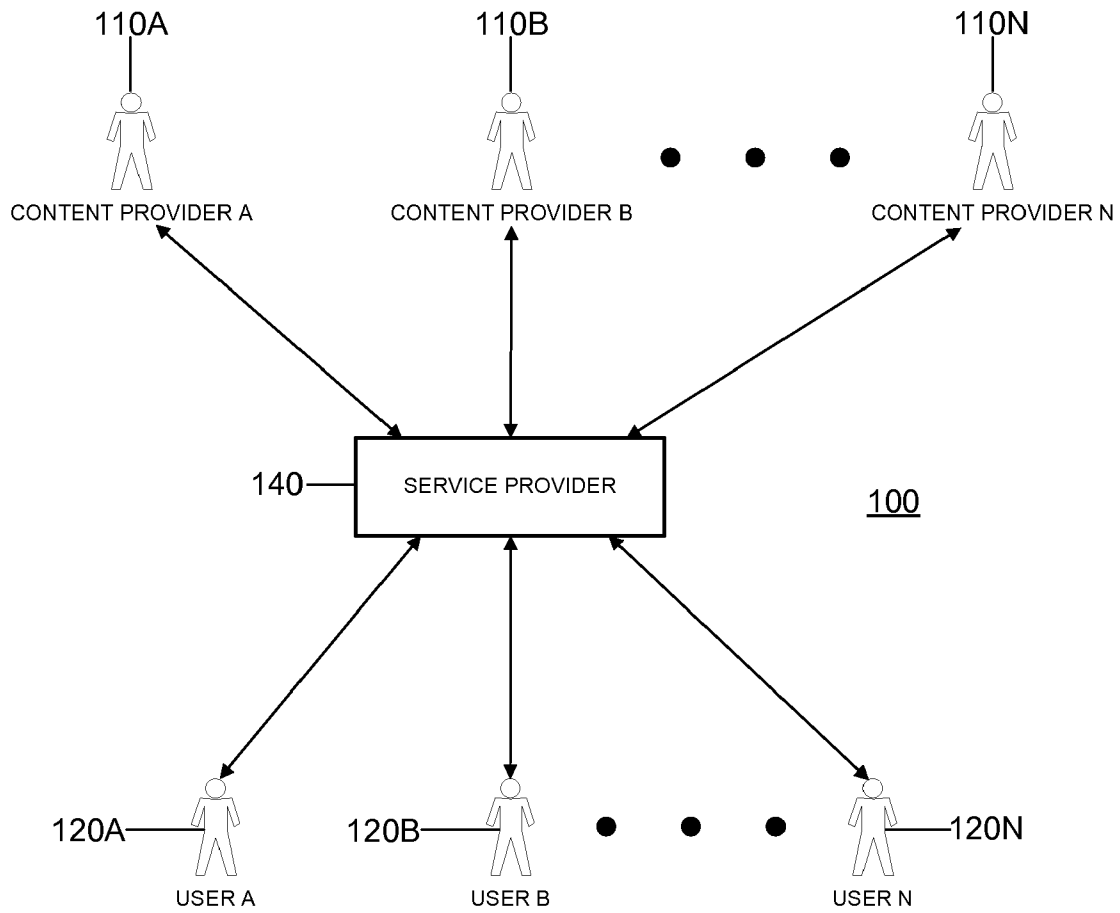 110A
110B
110N
CONTENT PROVIDER A
CONTENT PROVIDER B
CONTENT PROVIDER N
140
SERVICE PROVIDER
100
120A
120B
120N
USER A
USER B
USER N